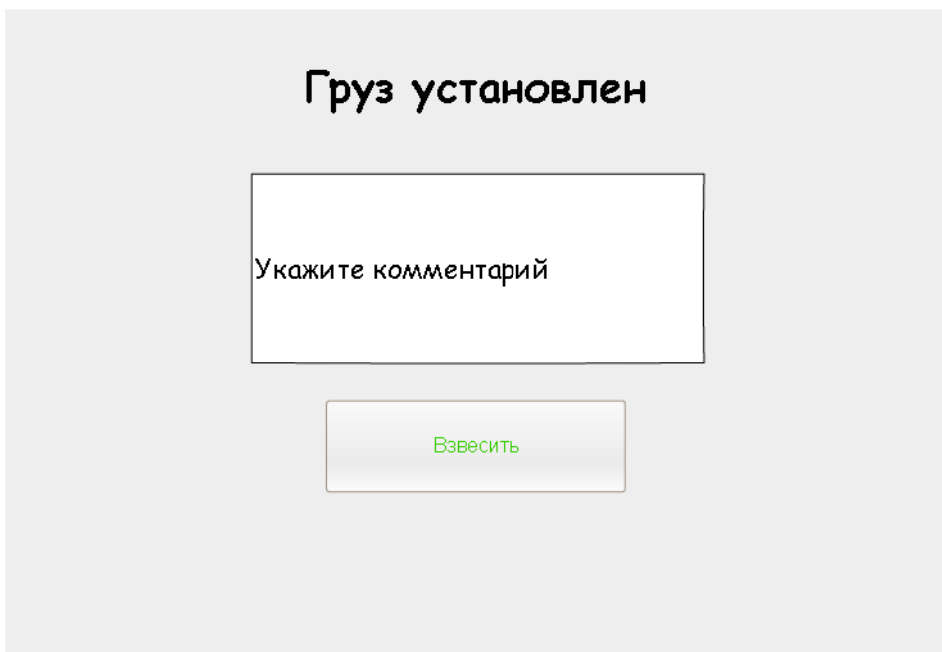 Груз установлен
Укажите комментарий
Взвесить